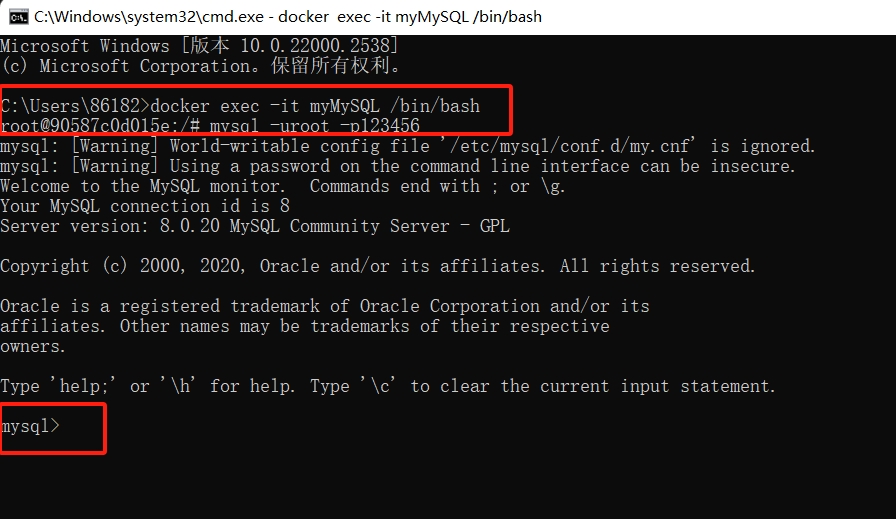 C:\Windows\system32\cmd.exe - docker  exec -it myMySQL /bin/bash
Microsoft Windows [版本 10.0.22000.2538]
(c) Microsoft Corporation。保留所有权利。
C:\Users\86182>docker exec -it myMySQL /bin/bash
root@90587c0d015e:/# mysql -uroot -p123456
mysql: [Warning] World-writable config file '/etc/mysql/conf.d/my.cnf' is ignored.
mysql: [Warning] Using a password on the command line interface can be insecure.
Welcome to the MySQL monitor.  Commands end with ; or \g.
Your MySQL connection id is 8
Server version: 8.0.20 MySQL Community Server - GPL
Copyright (c) 2000, 2020, Oracle and/or its affiliates. All rights reserved.
Oracle is a registered trademark of Oracle Corporation and/or its
affiliates. Other names may be trademarks of their respective
owners.
Type 'help;' or '\h' for help. Type '\c' to clear the current input statement.
mysql>